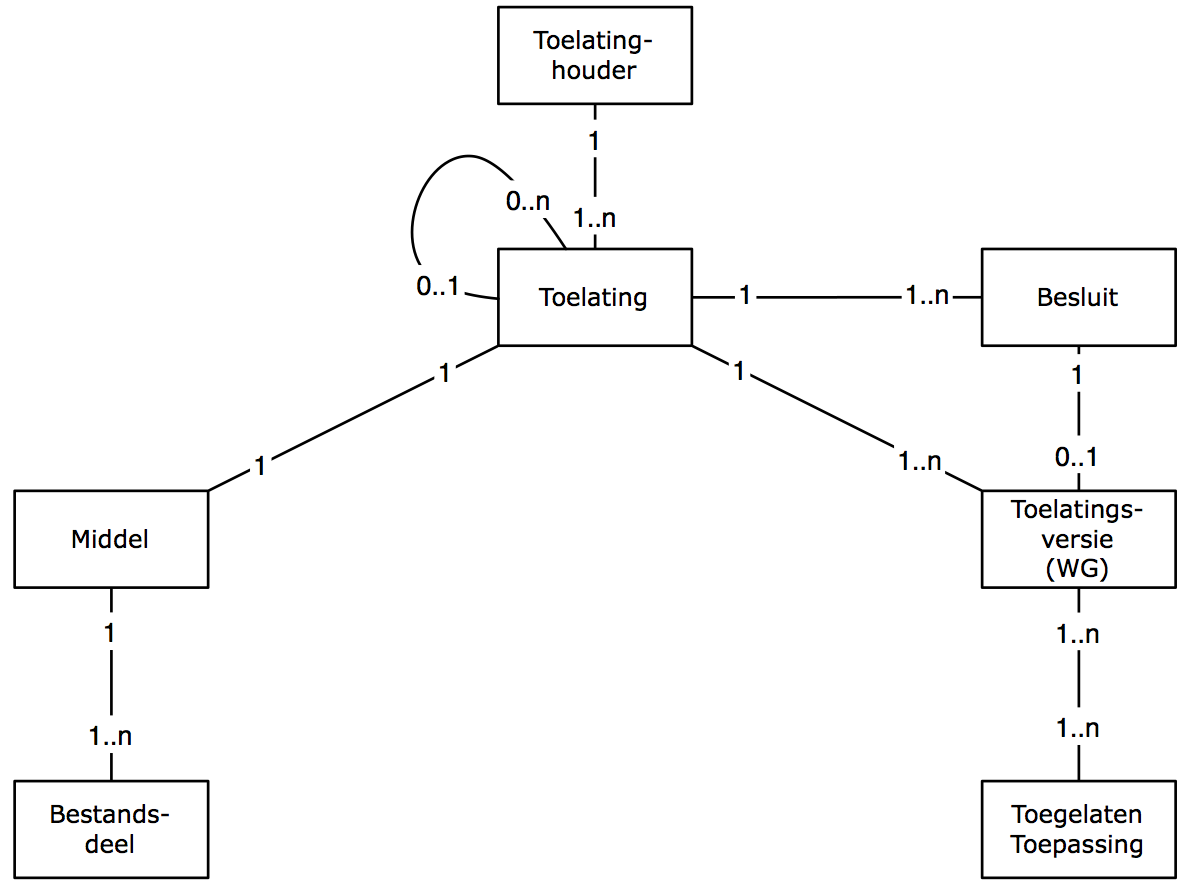 Toelating-
houder
1
0..n
1..n
0..1
Toelating
1
1..n
Besluit
1
1
1
1..n
0..1
1
Middel
Toelatings-
versie
(WG)
1
1..n
1..n
1..n
Bestands-
deel
Toegelaten
Toepassing